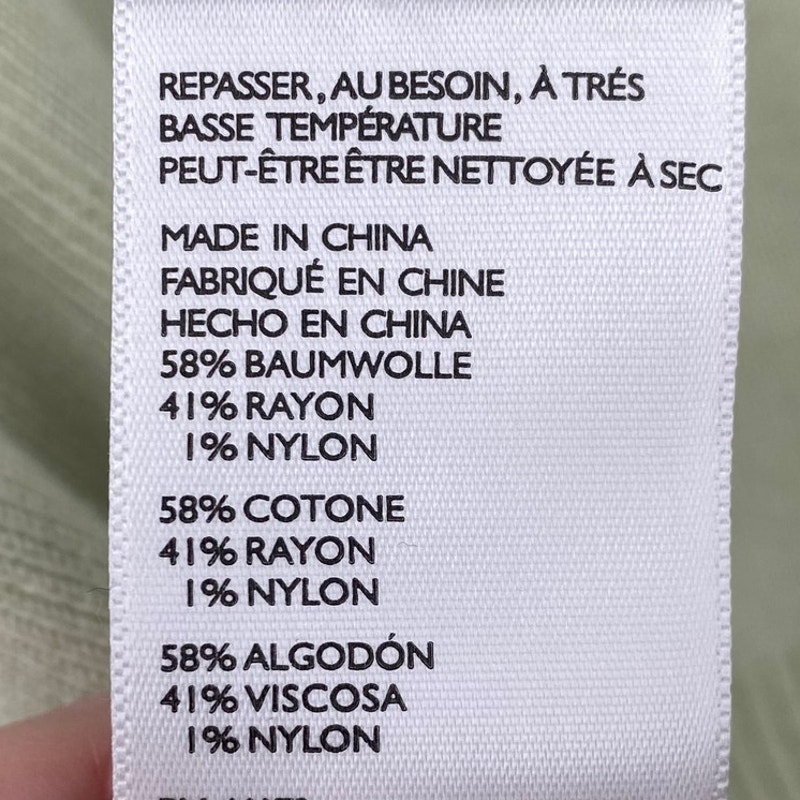 REPASSER, AU BESOIN, À TRÉS
BASSE TEMPÉRATURE
PEUT-ÊTRE ÊTRE NETTOYÉE À SEC
MADE IN CHINA
FABRIQUÉ EN CHINE
HECHO EN CHINA
58% BAUMWOLLE
41% RAYON
1% NYLON
58% COTONE
41% RAYON
1% NYLON
58% ALGODÓN
41% VISCOSA
1% NYLON